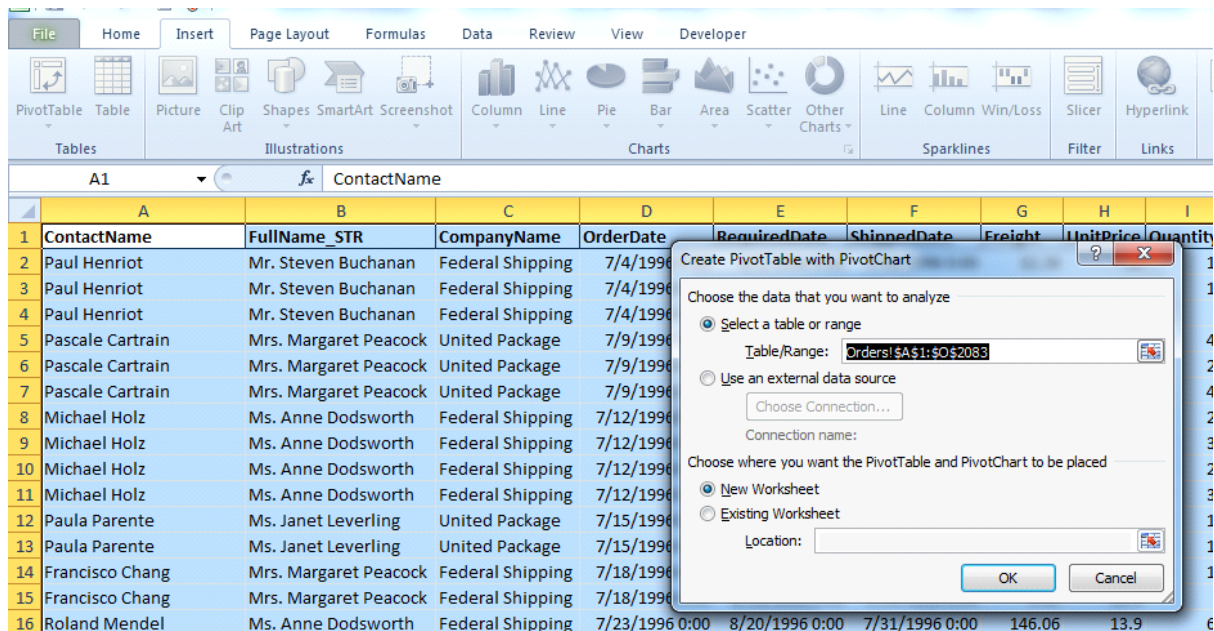 File Home Insert Page Layout Formulas Data Review View Developer
PivotTable Table Picture Clip Art Shapes SmartArt Screenshot Column Line Pie Bar Area Scatter Other Charts Line Column Win/Loss Slicer Hyperlink
Tables Illustrations Charts Sparklines Filter Links
A1 fx ContactName
A B C D E F G H I
1 ContactName FullName_STR CompanyName OrderDate RequiredDate ShippedDate Freight UnitPrice Quantity
2 Paul Henriot Mr. Steven Buchanan Federal Shipping 7/4/1996
3 Paul Henriot Mr. Steven Buchanan Federal Shipping 7/4/1996
4 Paul Henriot Mr. Steven Buchanan Federal Shipping 7/4/1996
5 Pascale Cartrain Mrs. Margaret Peacock United Package 7/9/1996
6 Pascale Cartrain Mrs. Margaret Peacock United Package 7/9/1996
7 Pascale Cartrain Mrs. Margaret Peacock United Package 7/9/1996
8 Michael Holz Ms. Anne Dodsworth Federal Shipping 7/12/1996
9 Michael Holz Ms. Anne Dodsworth Federal Shipping 7/12/1996
10 Michael Holz Ms. Anne Dodsworth Federal Shipping 7/12/1996
11 Michael Holz Ms. Anne Dodsworth Federal Shipping 7/12/1996
12 Paula Parente Ms. Janet Leverling United Package 7/15/1996
13 Paula Parente Ms. Janet Leverling United Package 7/15/1996
14 Francisco Chang Mrs. Margaret Peacock Federal Shipping 7/18/1996
15 Francisco Chang Mrs. Margaret Peacock Federal Shipping 7/18/1996
16 Roland Mendel Ms. Anne Dodsworth Federal Shipping 7/23/1996 0:00 8/20/1996 0:00 7/31/1996 0:00 146.06 13.9 6
Create PivotTable with PivotChart ? X
Choose the data that you want to analyze
Select a table or range
Table/Range: Orders!$A$1:$O$2083
Use an external data source
Choose Connection...
Connection name:
Choose where you want the PivotTable and PivotChart to be placed
New Worksheet
Existing Worksheet
Location:
OK Cancel